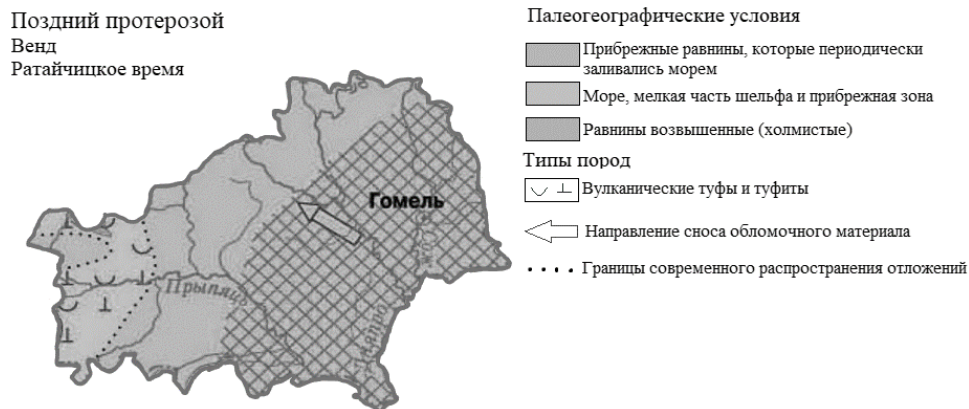 Поздний протерозой
Венд
Ратайчицкое время
Палеогеографические условия
Прибрежные равнины, которые периодически
заливались морем
Море, мелкая часть шельфа и прибрежная зона
Равнины возвышенные (холмистые)
Типы пород
Вулканические туфы и туфиты
Направление сноса обломочного материала
Границы современного распространения отложений
Гомель
Прыпяць